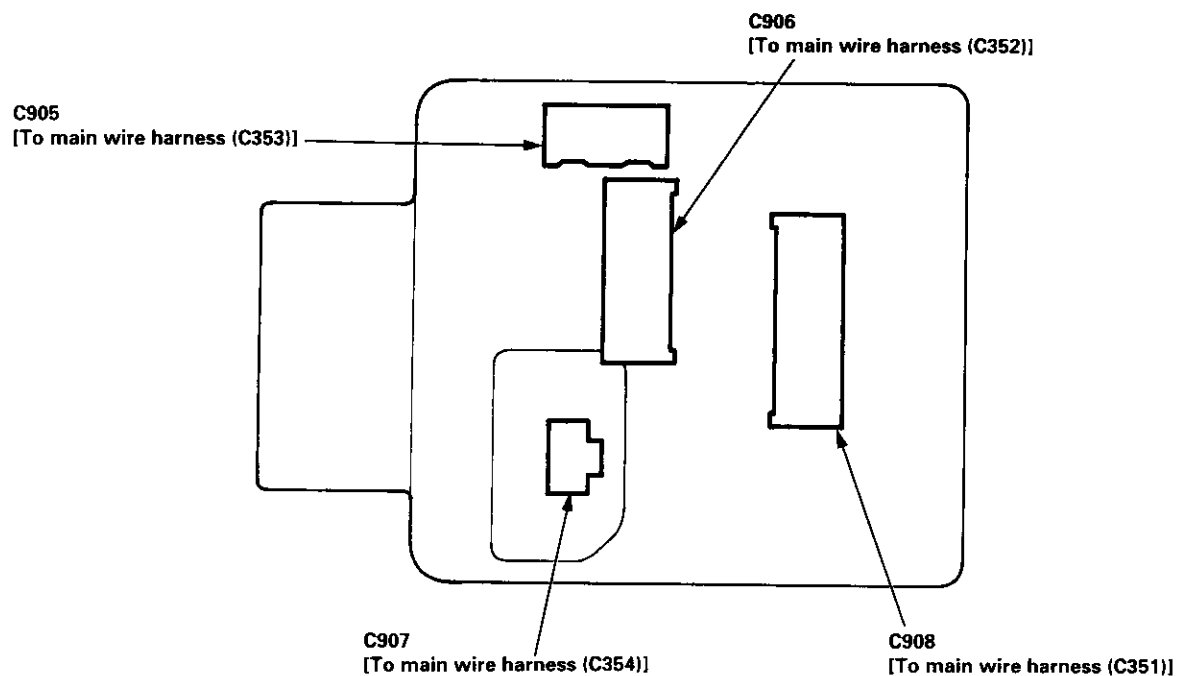 C906
[To main wire harness (C352)]
C905
[To main wire harness (C353)]
C907
[To main wire harness (C354)]
C908
[To main wire harness (C351)]